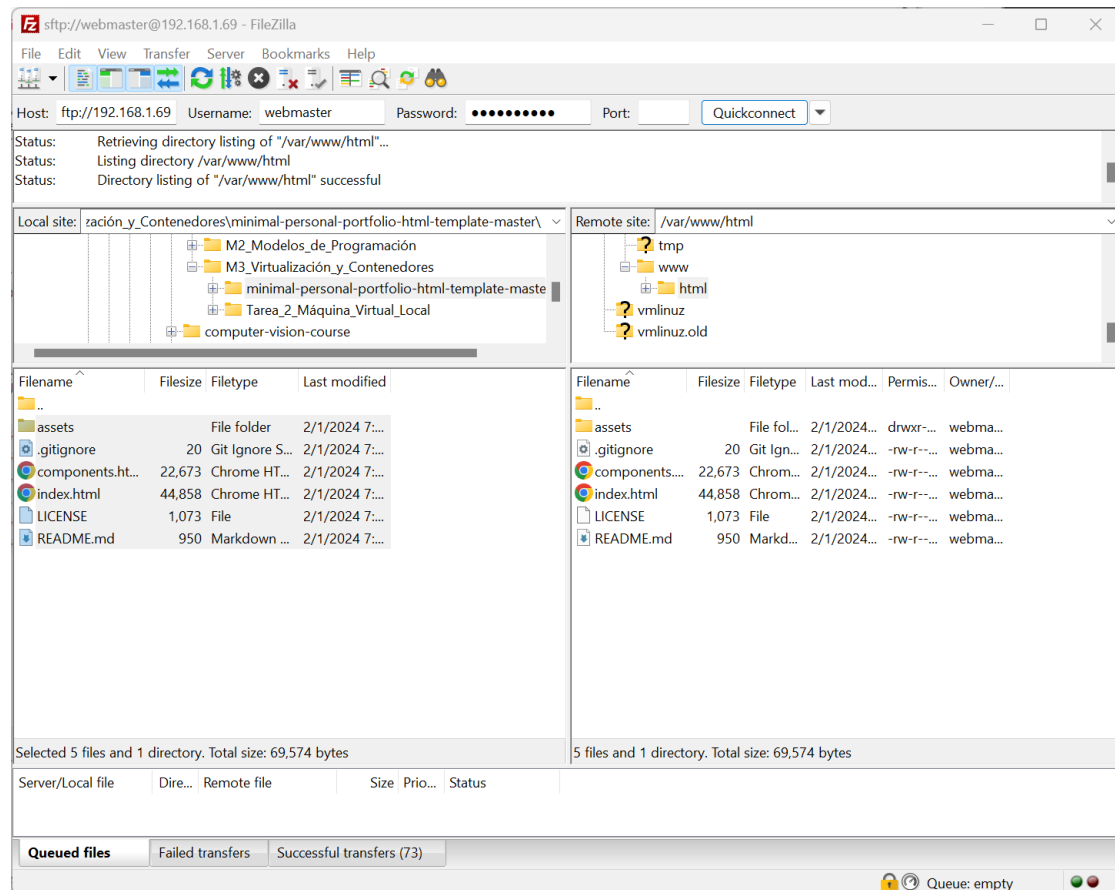 sftp://webmaster@192.168.1.69 - FileZilla
File Edit View Transfer Server Bookmarks Help
Host: ftp://192.168.1.69 Username: webmaster Password: ●●●●●●●●●● Port: Quickconnect
Status: Retrieving directory listing of "/var/www/html"...
Status: Listing directory /var/www/html
Status: Directory listing of "/var/www/html" successful
Local site: zación_y_Contenedores\minimal-personal-portfolio-html-template-master\
M2_Modelos_de_Programación
M3_Virtualización_y_Contenedores
minimal-personal-portfolio-html-template-maste
Tarea_2_Máquina_Virtual_Local
computer-vision-course
Remote site: /var/www/html
tmp
www
html
vmlinuz
vmlinuz.old
Filename Filesize Filetype Last modified
..
assets File folder 2/1/2024 7:...
.gitignore 20 Git Ignore S... 2/1/2024 7:...
components.ht... 22,673 Chrome HT... 2/1/2024 7:...
index.html 44,858 Chrome HT... 2/1/2024 7:...
LICENSE 1,073 File 2/1/2024 7:...
README.md 950 Markdown ... 2/1/2024 7:...
Selected 5 files and 1 directory. Total size: 69,574 bytes
Filename Filesize Filetype Last mod... Permis... Owner/...
..
assets File fol... 2/1/2024... drwxr-... webma...
.gitignore 20 Git Ign... 2/1/2024... -rw-r--... webma...
components.... 22,673 Chrom... 2/1/2024... -rw-r--... webma...
index.html 44,858 Chrom... 2/1/2024... -rw-r--... webma...
LICENSE 1,073 File 2/1/2024... -rw-r--... webma...
README.md 950 Markd... 2/1/2024... -rw-r--... webma...
5 files and 1 directory. Total size: 69,574 bytes
Server/Local file Dire... Remote file Size Prio... Status
Queued files Failed transfers Successful transfers (73)
Queue: empty